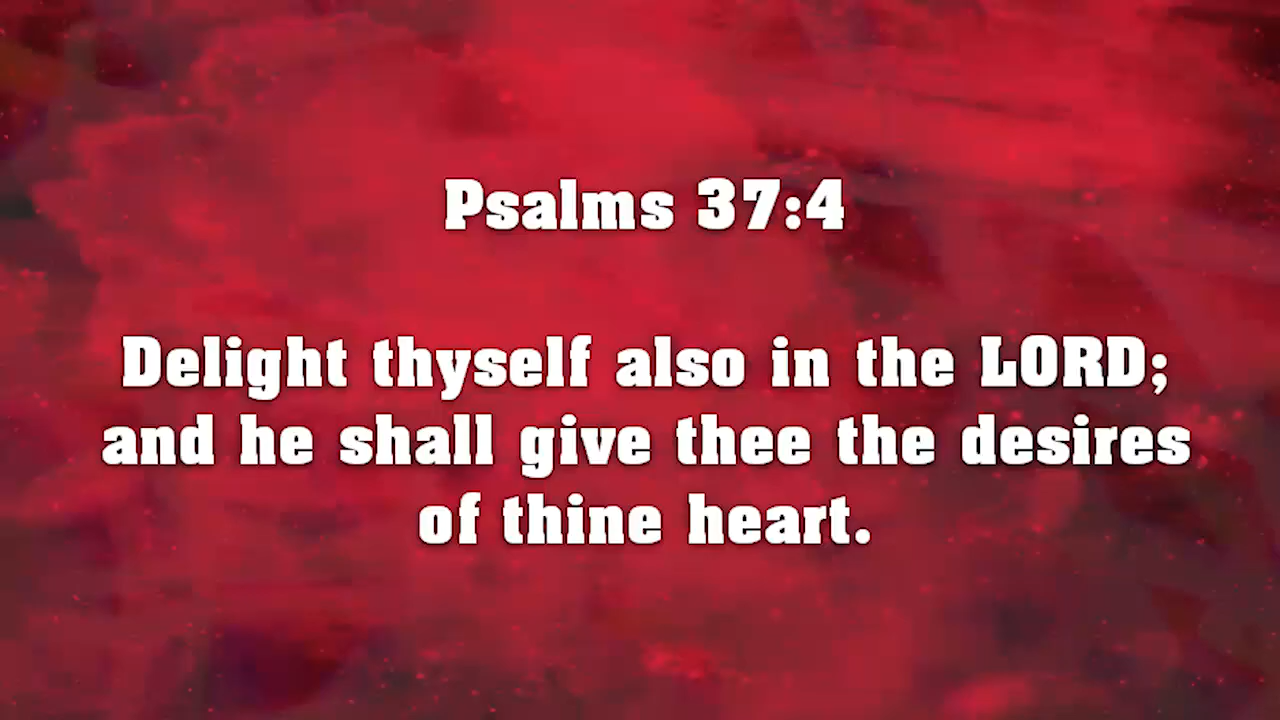 Psalms 37:4
Delight thyself also in the LORD;
and he shall give thee the desires
of thine heart.